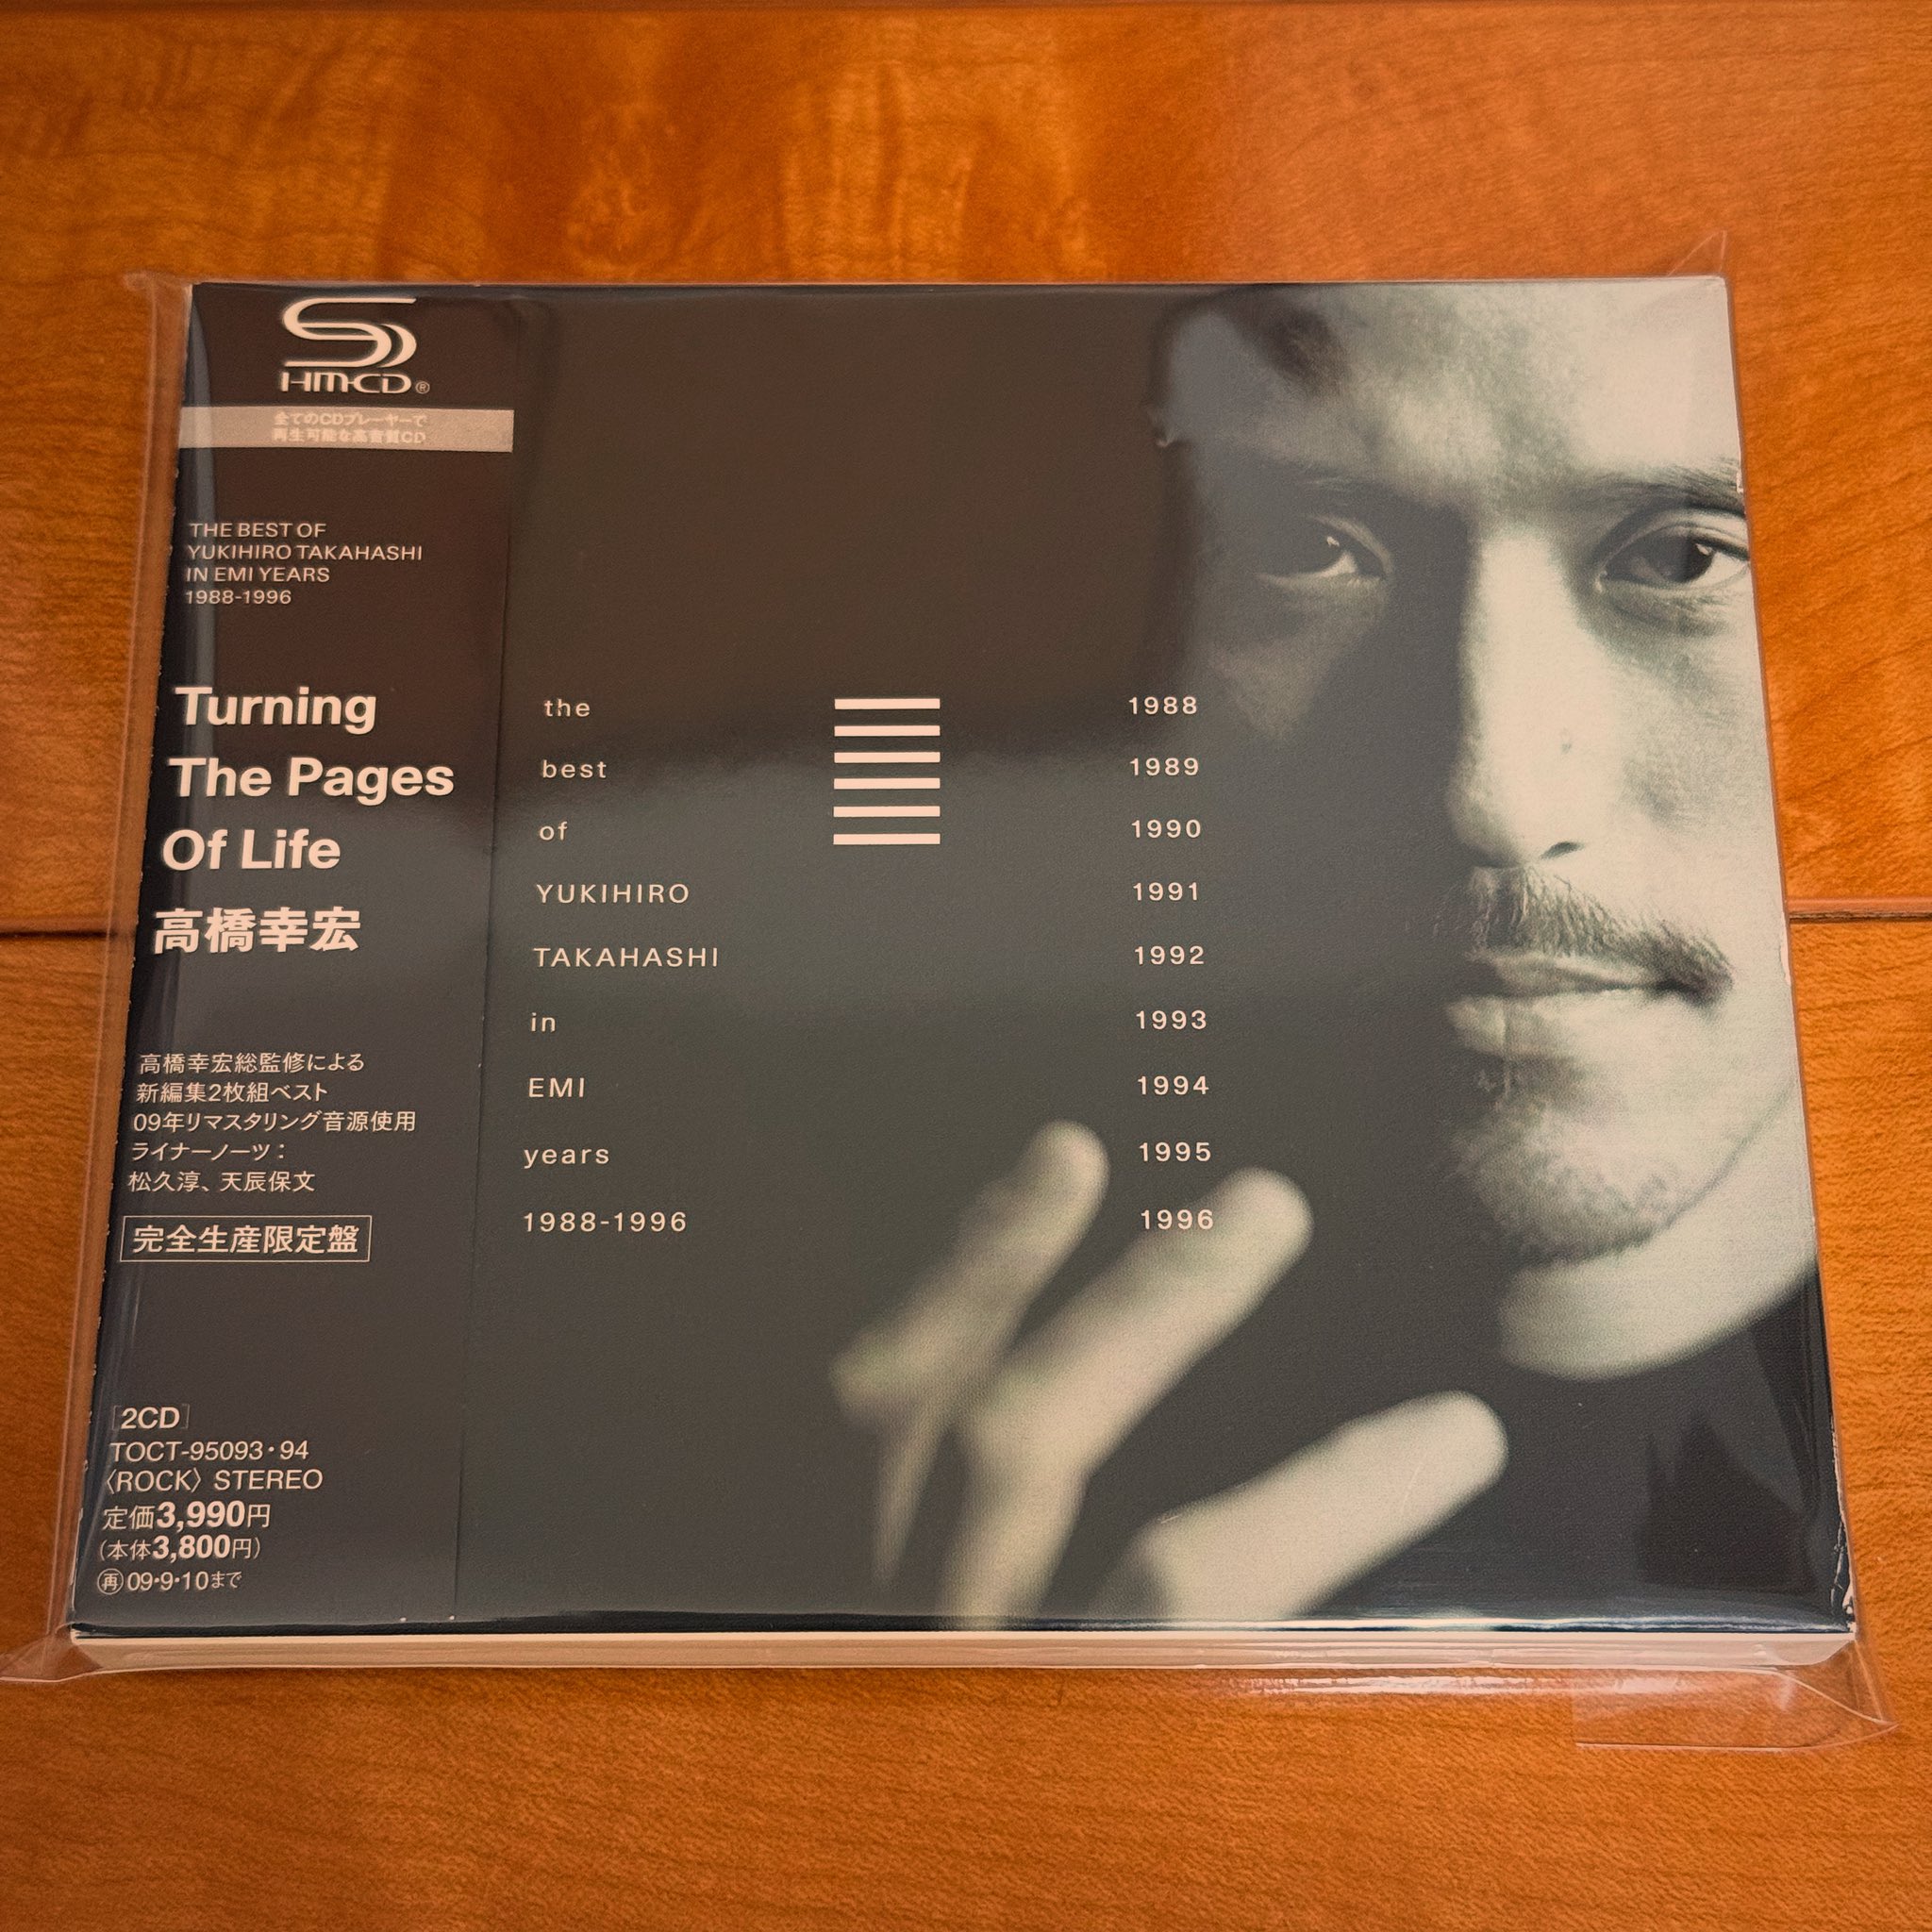 SHM-CD®
全てのCDプレーヤーで
再生可能な高音質CD
THE BEST OF
YUKIHIRO TAKAHASHI
IN EMI YEARS
1988-1996
Turning
The Pages
Of Life
高橋幸宏
高橋幸宏総監修による
新編集2枚組ベスト
09年リマスタリング音源使用
ライナーノーツ：
松久淳、天辰保文
完全生産限定盤
［2CD］
TOCT-95093・94
〈ROCK〉 STEREO
定価3,990円
(本体3,800円)
㊢09・9・10まで
the
best
of
YUKIHIRO
TAKAHASHI
in
EMI
years
1988-1996
1988
1989
1990
1991
1992
1993
1994
1995
1996